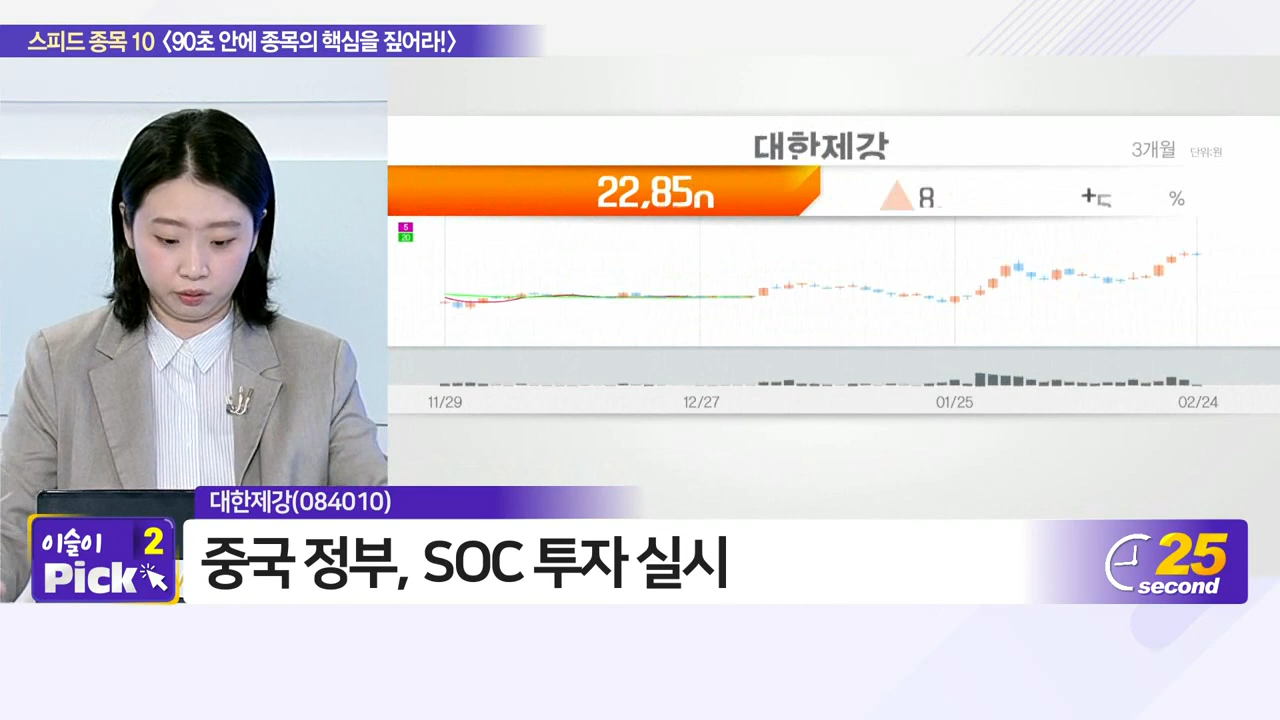 스피드 종목 10 <90초 안에 종목의 핵심을 짚어라!>
대한제강
3개월 단위:원
%
5
20
11/29 12/27 01/25 02/24
대한제강(084010)
이슬이 2
Pick
중국 정부, SOC 투자 실시
25
second